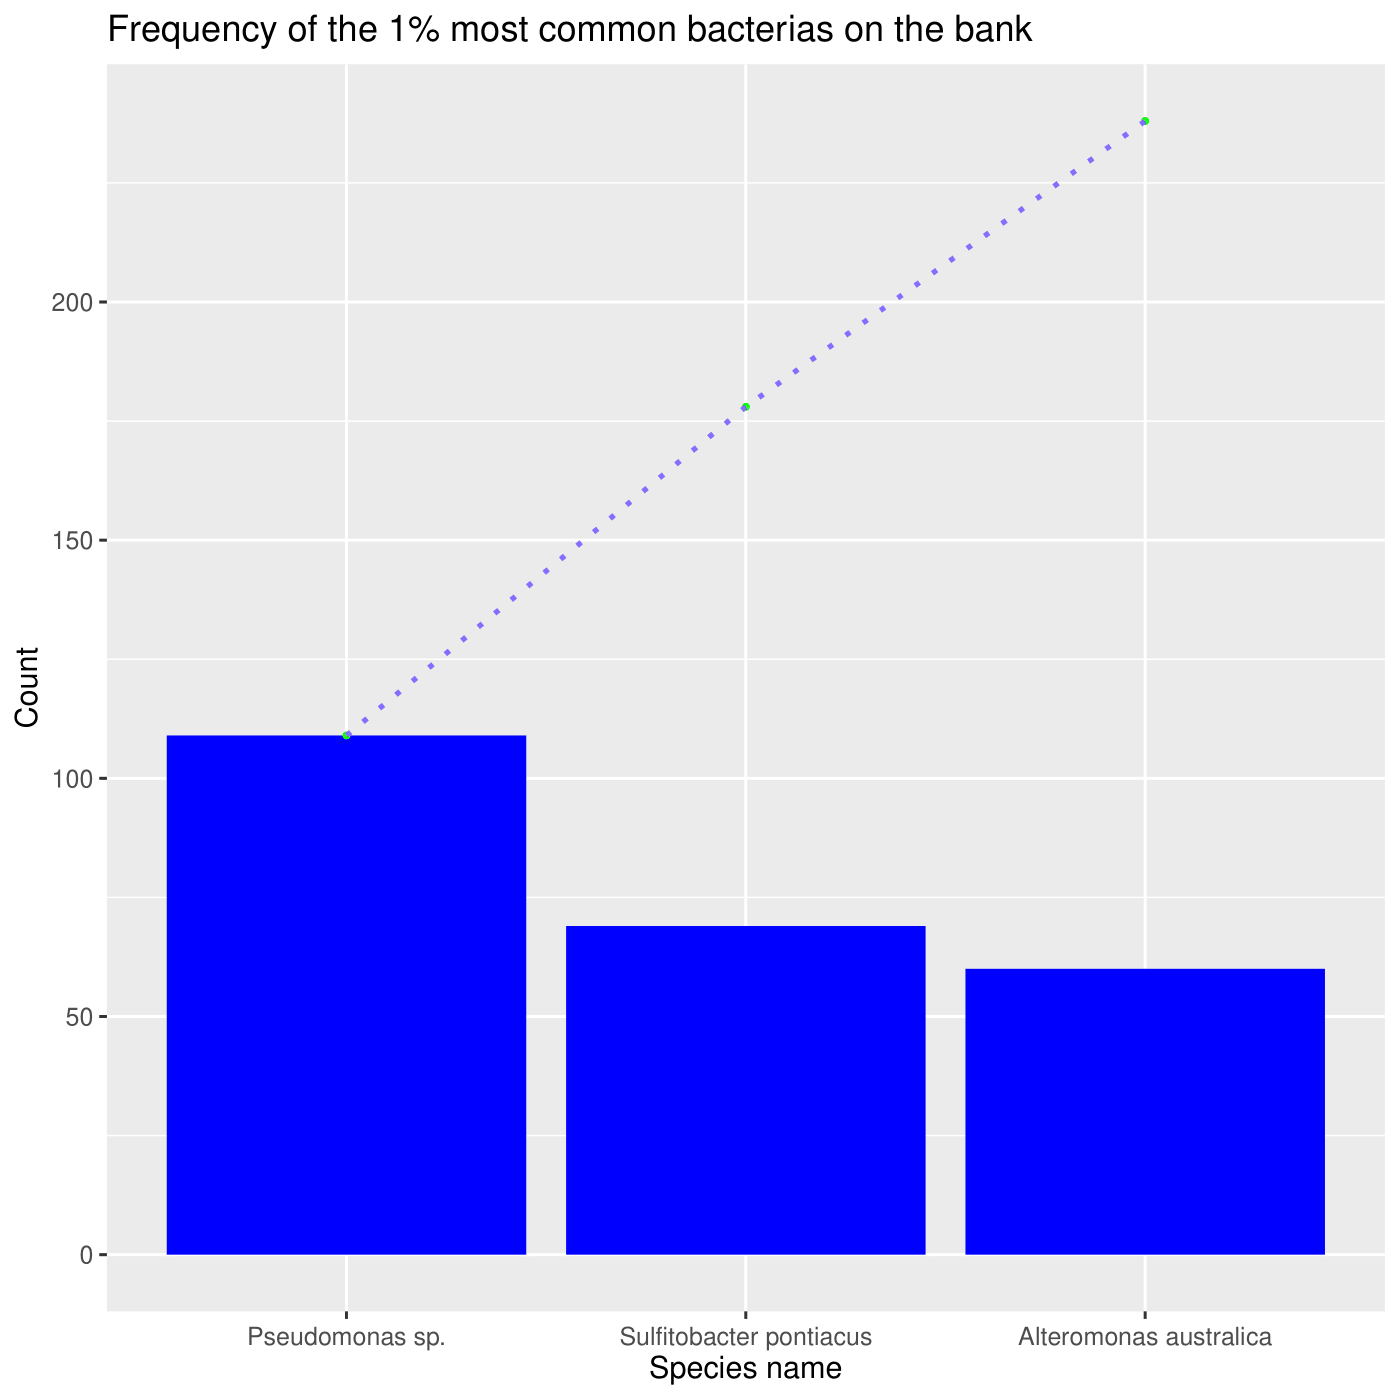 Frequency of the 1% most common bacterias on the bank
Count
200
150
100
50
0
Pseudomonas sp.
Sulfitobacter pontiacus
Alteromonas australica
Species name